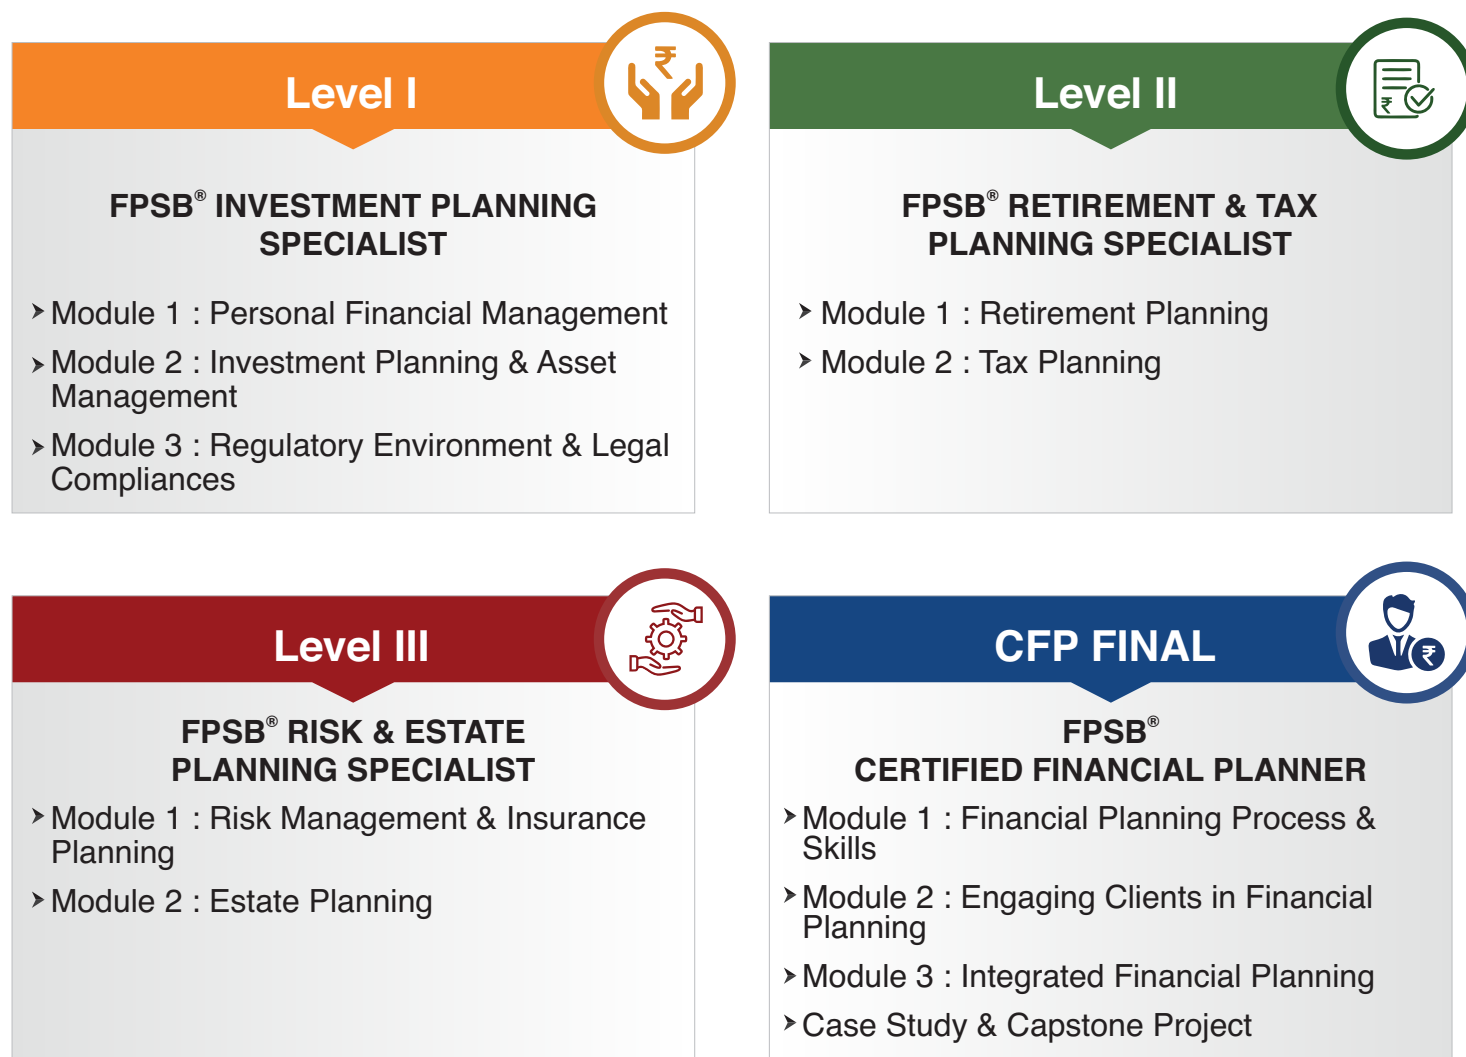 Level I
FPSB® INVESTMENT PLANNING
SPECIALIST
Module 1 : Personal Financial Management
Module 2 : Investment Planning & Asset
Management
Module 3 : Regulatory Environment & Legal
Compliances
Level II
FPSB® RETIREMENT & TAX
PLANNING SPECIALIST
Module 1 : Retirement Planning
Module 2 : Tax Planning
Level III
FPSB® RISK & ESTATE
PLANNING SPECIALIST
Module 1 : Risk Management & Insurance
Planning
Module 2 : Estate Planning
CFP FINAL
FPSB®
CERTIFIED FINANCIAL PLANNER
Module 1 : Financial Planning Process &
Skills
Module 2 : Engaging Clients in Financial
Planning
Module 3 : Integrated Financial Planning
Case Study & Capstone Project